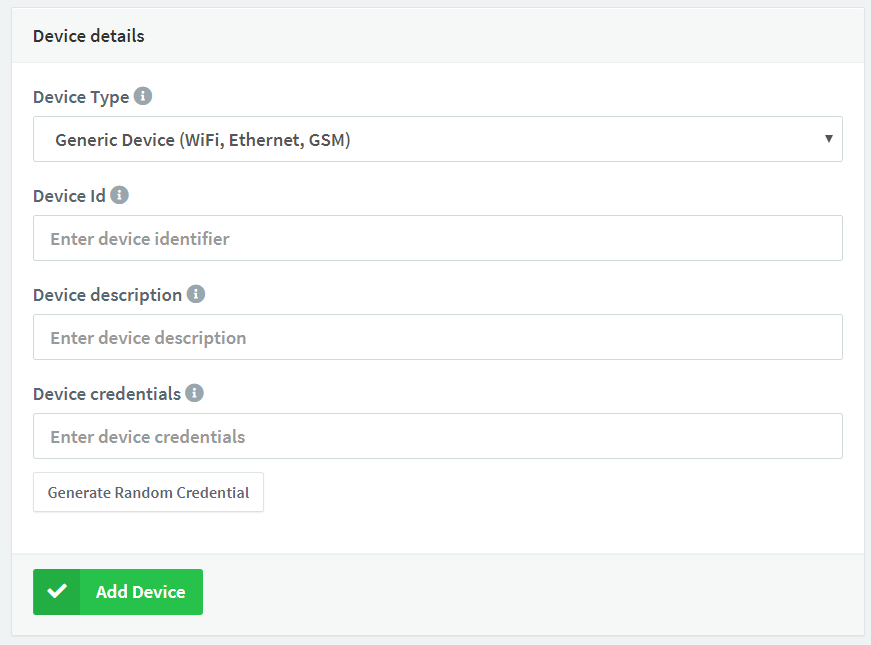 Device details
Device Type
Generic Device (WiFi, Ethernet, GSM)
Device Id
Enter device identifier
Device description
Enter device description
Device credentials
Enter device credentials
Generate Random Credential
Add Device